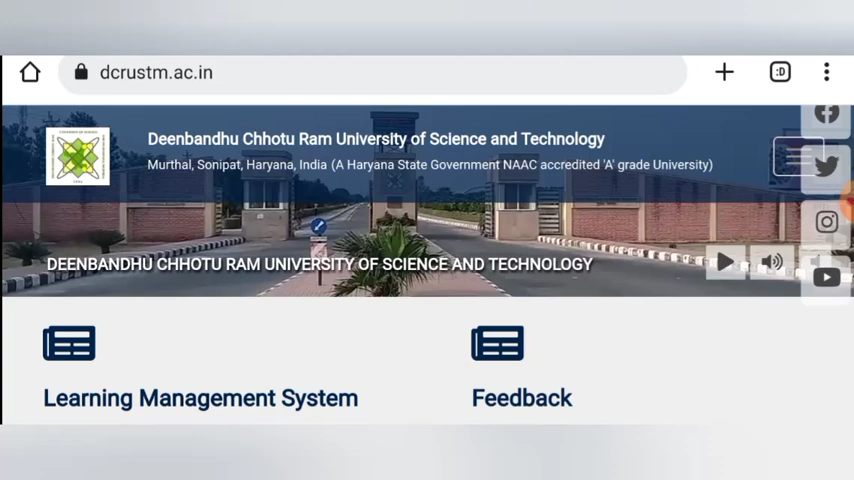 dcrustm.ac.in
:D
Deenbandhu Chhotu Ram University of Science and Technology
Murthal, Sonipat, Haryana, India (A Haryana State Government NAAC accredited 'A' grade University)
DEENBANDHU CHHOTU RAM UNIVERSITY OF SCIENCE AND TECHNOLOGY
Learning Management System
Feedback